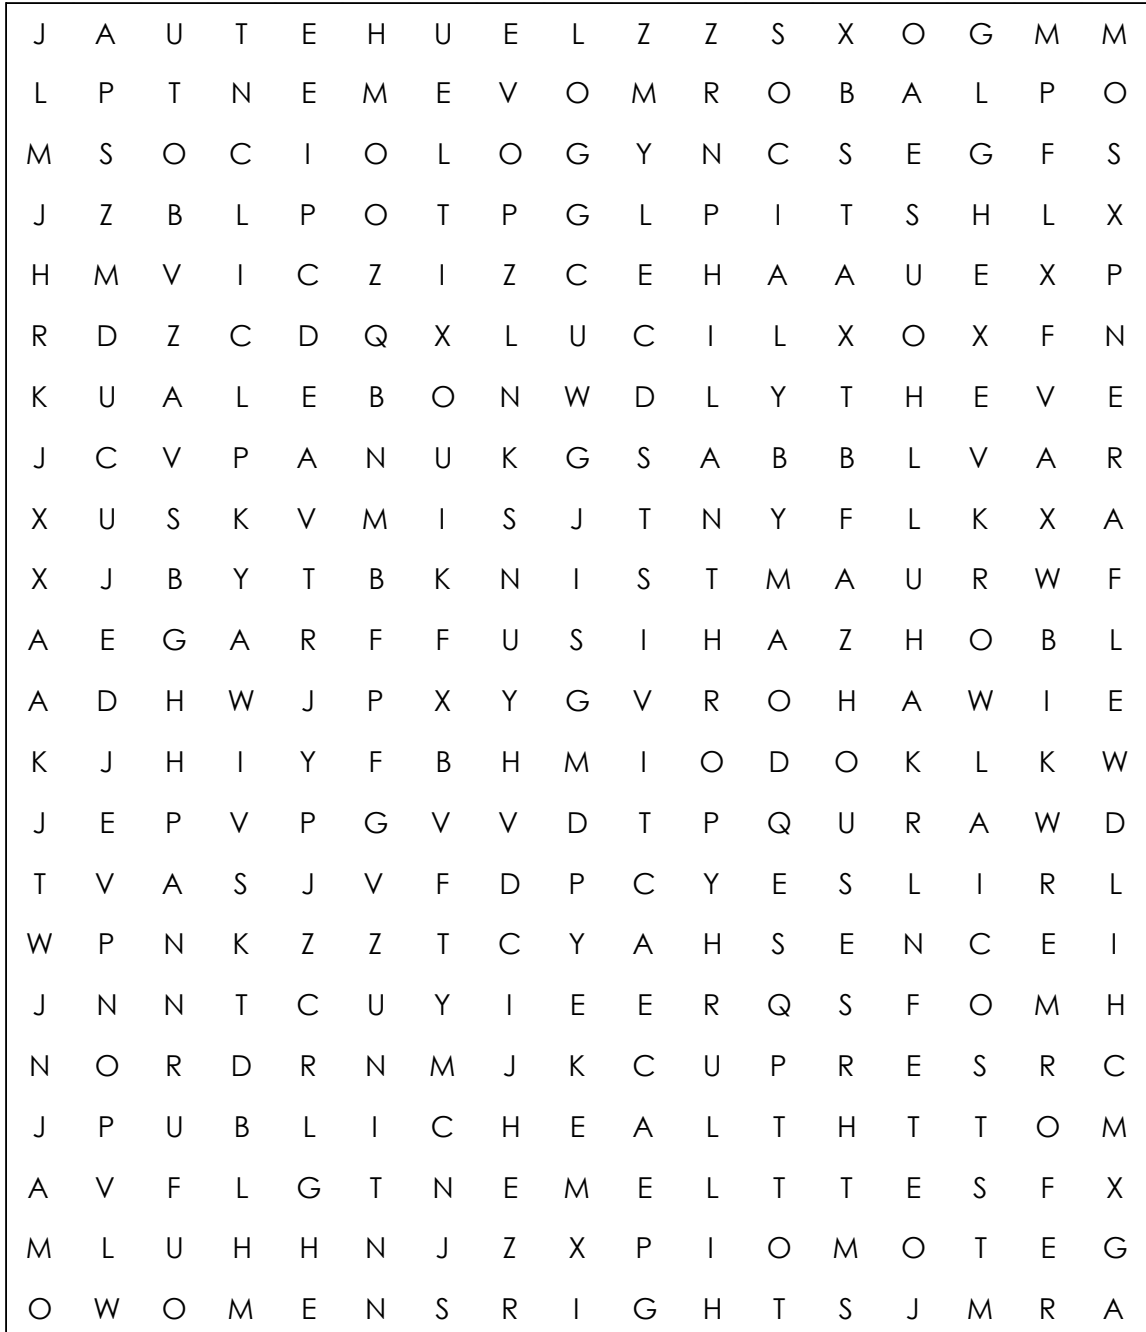 J A U T E H U E L Z Z S X O G M M
L P T N E M E V O M R O B A L P O
M S O C I O L O G Y N C S E G F S
J Z B L P O T P G L P I T S H L X
H M V I C Z I Z C E H A A U E X P
R D Z C D Q X L U C I L X O X F N
K U A L E B O N W D L Y T H E V E
J C V P A N U K G S A B B L V A R
X U S K V M I S J T N Y F L K X A
X J B Y T B K N I S T M A U R W F
A E G A R F F U S I H A Z H O B L
A D H W J P X Y G V R O H A W I E
K J H I Y F B H M I O D O K L K W
J E P V P G V V D T P Q U R A W D
T V A S J V F D P C Y E S L I R L
W P N K Z Z T C Y A H S E N C E I
J N N T C U Y I E E R Q S F O M H
N O R D R N M J K C U P R E S R C
J P U B L I C H E A L T H T T O M
A V F L G T N E M E L T T E S F X
M L U H H N J Z X P I O M O T E G
O W O M E N S R I G H T S J M R A